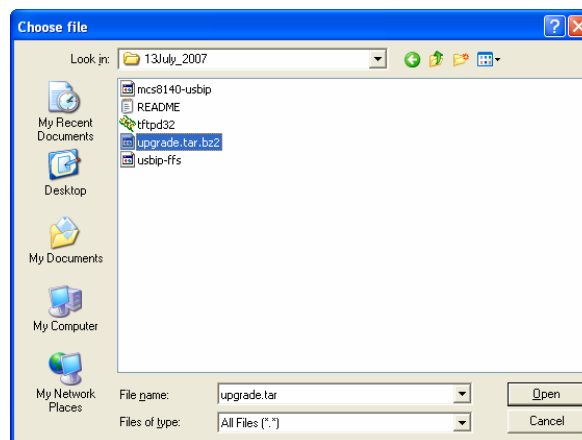 Choose file
Look in: 13July_2007
mcs8140-usbip
README
tftpd32
upgrade.tar.bz2
usbip-ffs
My Recent
Documents
Desktop
My Documents
My Computer
My Network
Places
File name: upgrade.tar
Open
Files of type: All Files (*.*)
Cancel